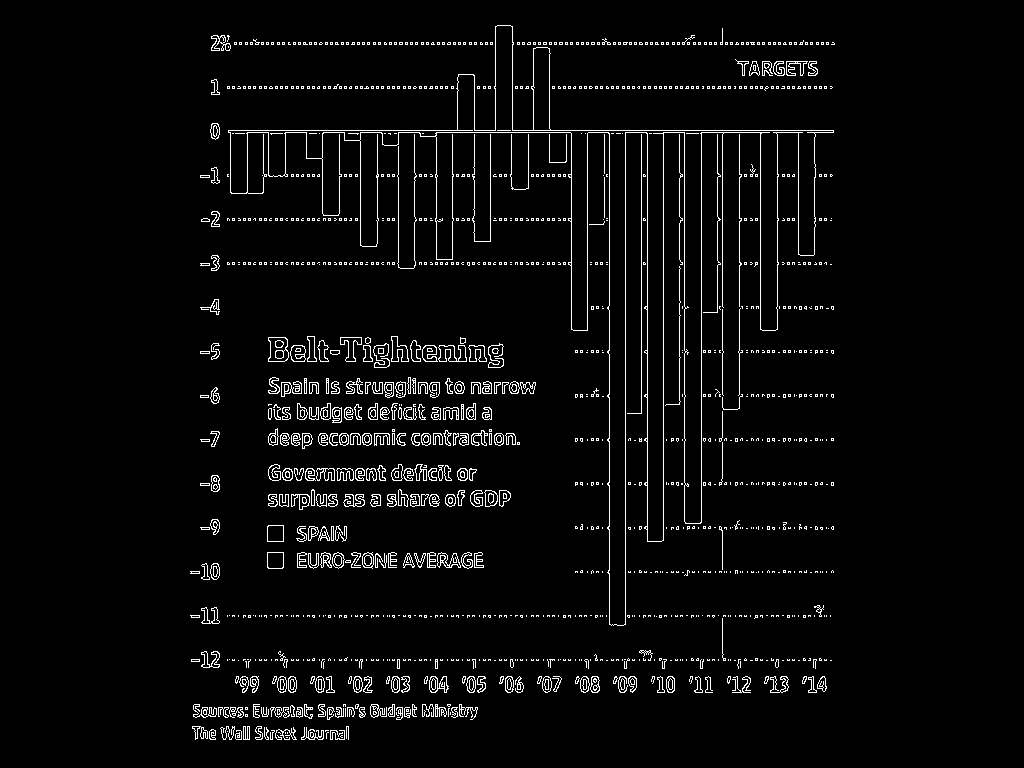 2%
TARGETS
1
0
–1
–2
–3
–4
–5
–6
–7
–8
–9
–10
–11
–12
Belt-Tightening
Spain is struggling to narrow
its budget deficit amid a
deep economic contraction.
Government deficit or
surplus as a share of GDP
SPAIN
EURO-ZONE AVERAGE
'99 '00 '01 '02 '03 '04 '05 '06 '07 '08 '09 '10 '11 '12 '13 '14
Sources: Eurostat; Spain's Budget Ministry
The Wall Street Journal